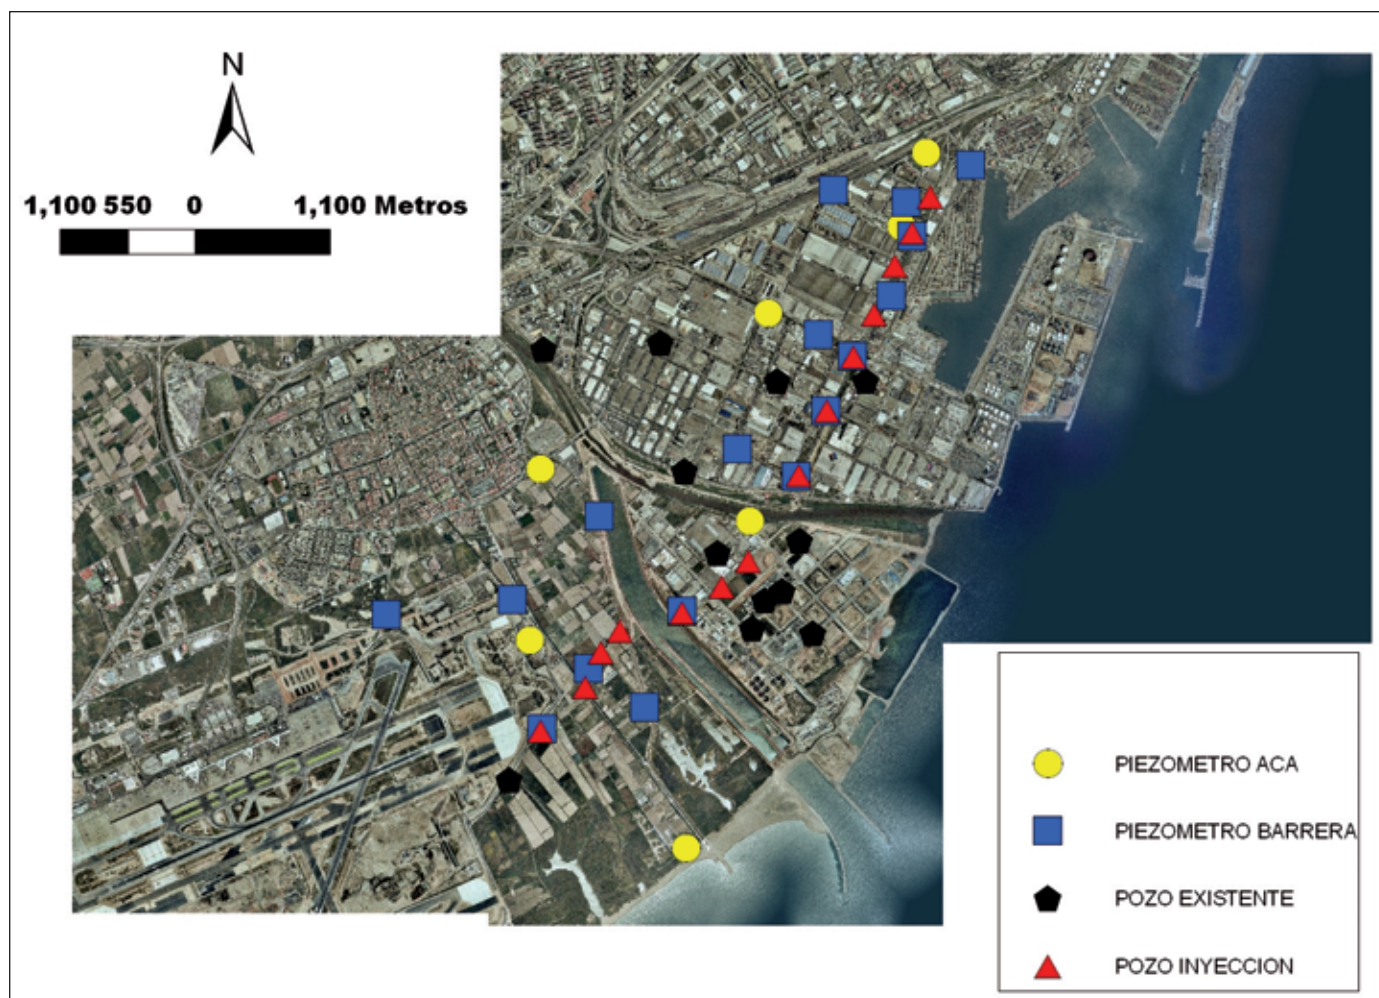 N
1,100 550 0 1,100 Metros
PIEZOMETRO ACA
PIEZOMETRO BARRERA
POZO EXISTENTE
POZO INYECCION